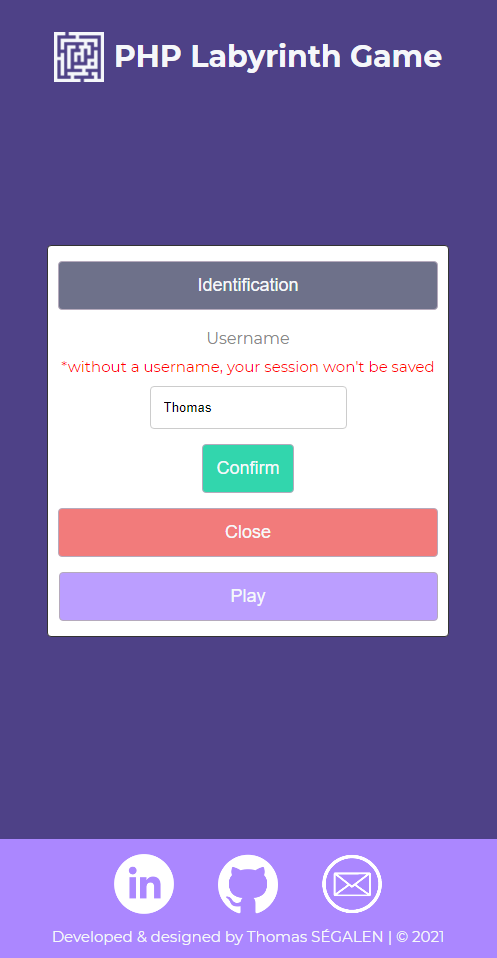 PHP Labyrinth Game
Identification
Username
*without a username, your session won't be saved
Thomas
Confirm
Close
Play
in
Developed & designed by Thomas SÉGALEN | © 2021